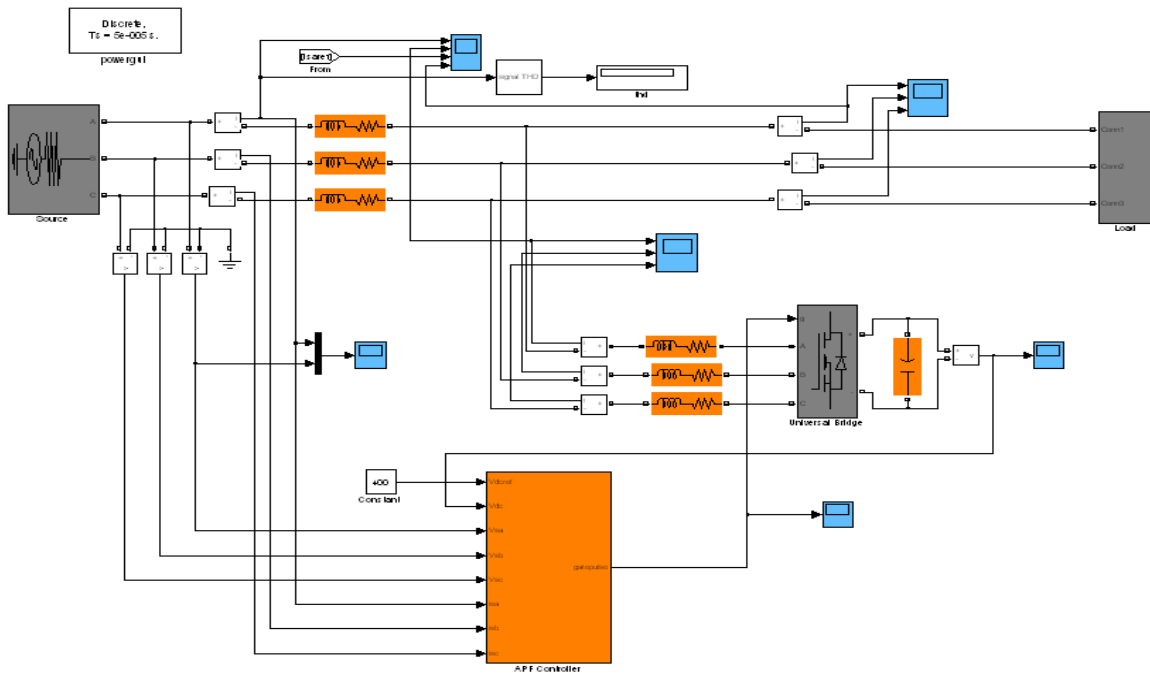 Discrete,
Ts = 5e-005 s.
powergui
[Isaref]
From
signal THD
thd
A
B
C
Source
Conn1
Conn2
Conn3
Load
g
A
B
C
+
-
v
Universal Bridge
400
Constant
Vdcref
Vdc
Vsa
Vsb
Vsc
isa
isb
isc
gatepulses
APF Controller